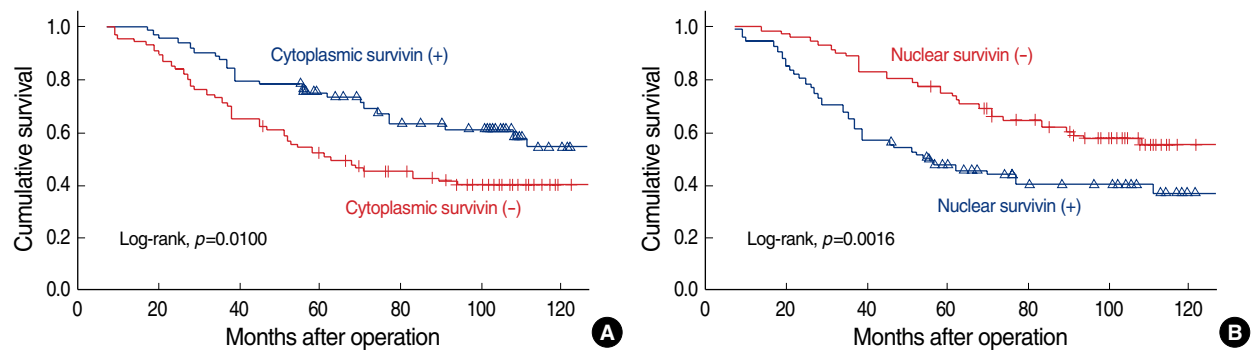 Cumulative survival
1.0
0.8
0.6
0.4
0.2
0.0
Cytoplasmic survivin (+)
Cytoplasmic survivin (-)
Log-rank, p=0.0100
0 20 40 60 80 100 120
Months after operation
A
Cumulative survival
1.0
0.8
0.6
0.4
0.2
0.0
Nuclear survivin (-)
Nuclear survivin (+)
Log-rank, p=0.0016
0 20 40 60 80 100 120
Months after operation
B